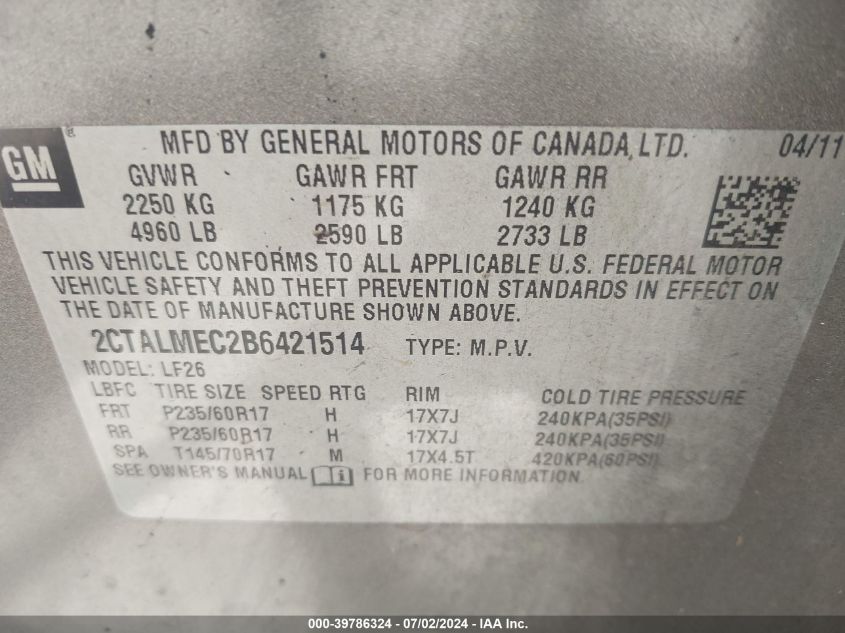 GM ®
MFD BY GENERAL MOTORS OF CANADA LTD. 04/11
GVWR GAWR FRT GAWR RR
2250 KG 1175 KG 1240 KG
4960 LB 2590 LB 2733 LB
THIS VEHICLE CONFORMS TO ALL APPLICABLE U.S. FEDERAL MOTOR
VEHICLE SAFETY AND THEFT PREVENTION STANDARDS IN EFFECT ON
THE DATE OF MANUFACTURE SHOWN ABOVE.
2CTALMEC2B6421514 TYPE: M.P.V.
MODEL: LF26
LBFC TIRE SIZE SPEED RTG RIM COLD TIRE PRESSURE
FRT P235/60R17 H 17X7J 240KPA(35PSI)
RR P235/60R17 H 17X7J 240KPA(35PSI)
SPA T145/70R17 M 17X4.5T 420KPA(60PSI)
SEE OWNER'S MANUAL i FOR MORE INFORMATION
000-39786324 - 07/02/2024 - IAA Inc.